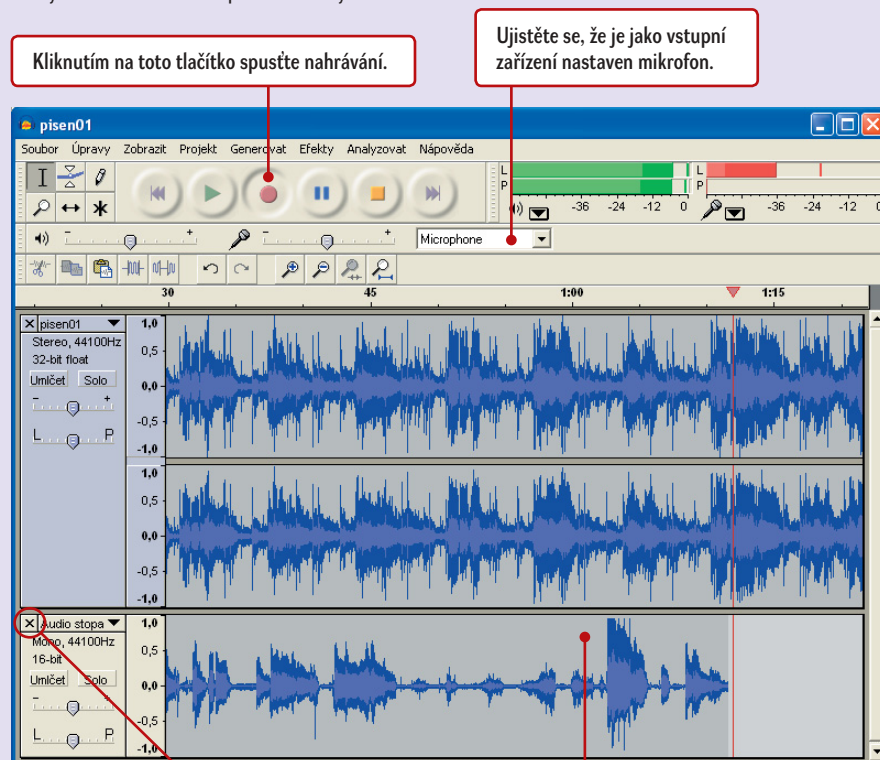 Kliknutím na toto tlačítko spusťte nahrávání.
Ujistěte se, že je jako vstupní
zařízení nastaven mikrofon.
pisen01
Soubor Úpravy Zobrazit Projekt Generovat Efekty Analyzovat Nápověda
L
P
-36 -24 -12 0
L
P
-36 -24 -12
Microphone
30 45 1:00 1:15
pisen01
Stereo, 44100Hz
32-bit float
Umlčet Solo
- +
L P
1,0
0,5
0,0
-0,5
-1,0
1,0
0,5
0,0
-0,5
-1,0
Audio stopa
Mono, 44100Hz
16-bit
Umlčet Solo
- +
L P
1,0
0,5
0,0
-0,5
-1,0